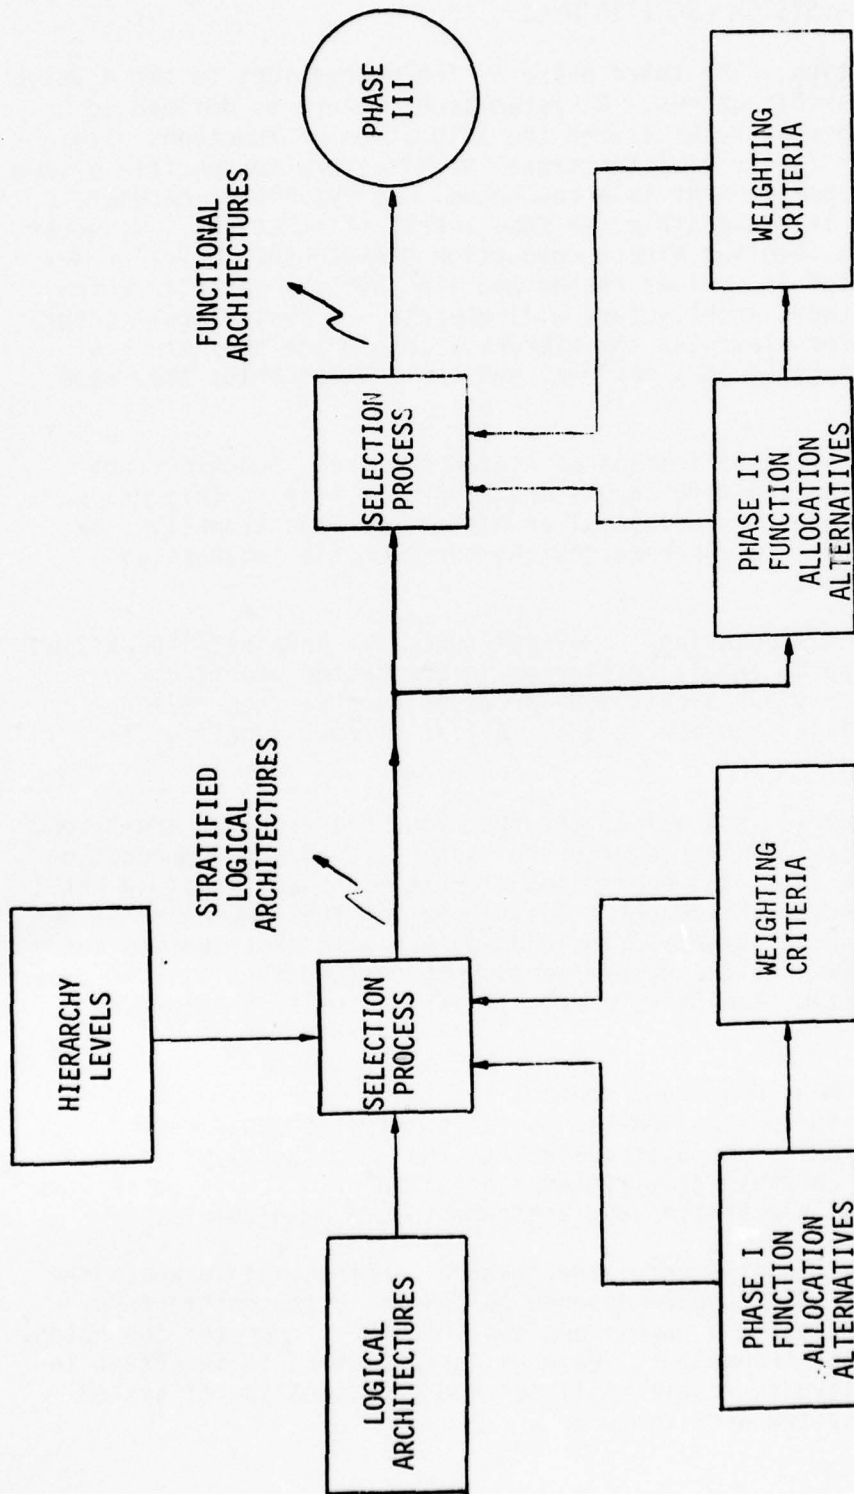 HIERARCHY
LEVELS
LOGICAL
ARCHITECTURES
SELECTION
PROCESS
STRATIFIED
LOGICAL
ARCHITECTURES
SELECTION
PROCESS
FUNCTIONAL
ARCHITECTURES
PHASE
III
PHASE I
FUNCTION
ALLOCATION
ALTERNATIVES
WEIGHTING
CRITERIA
PHASE II
FUNCTION
ALLOCATION
ALTERNATIVES
WEIGHTING
CRITERIA